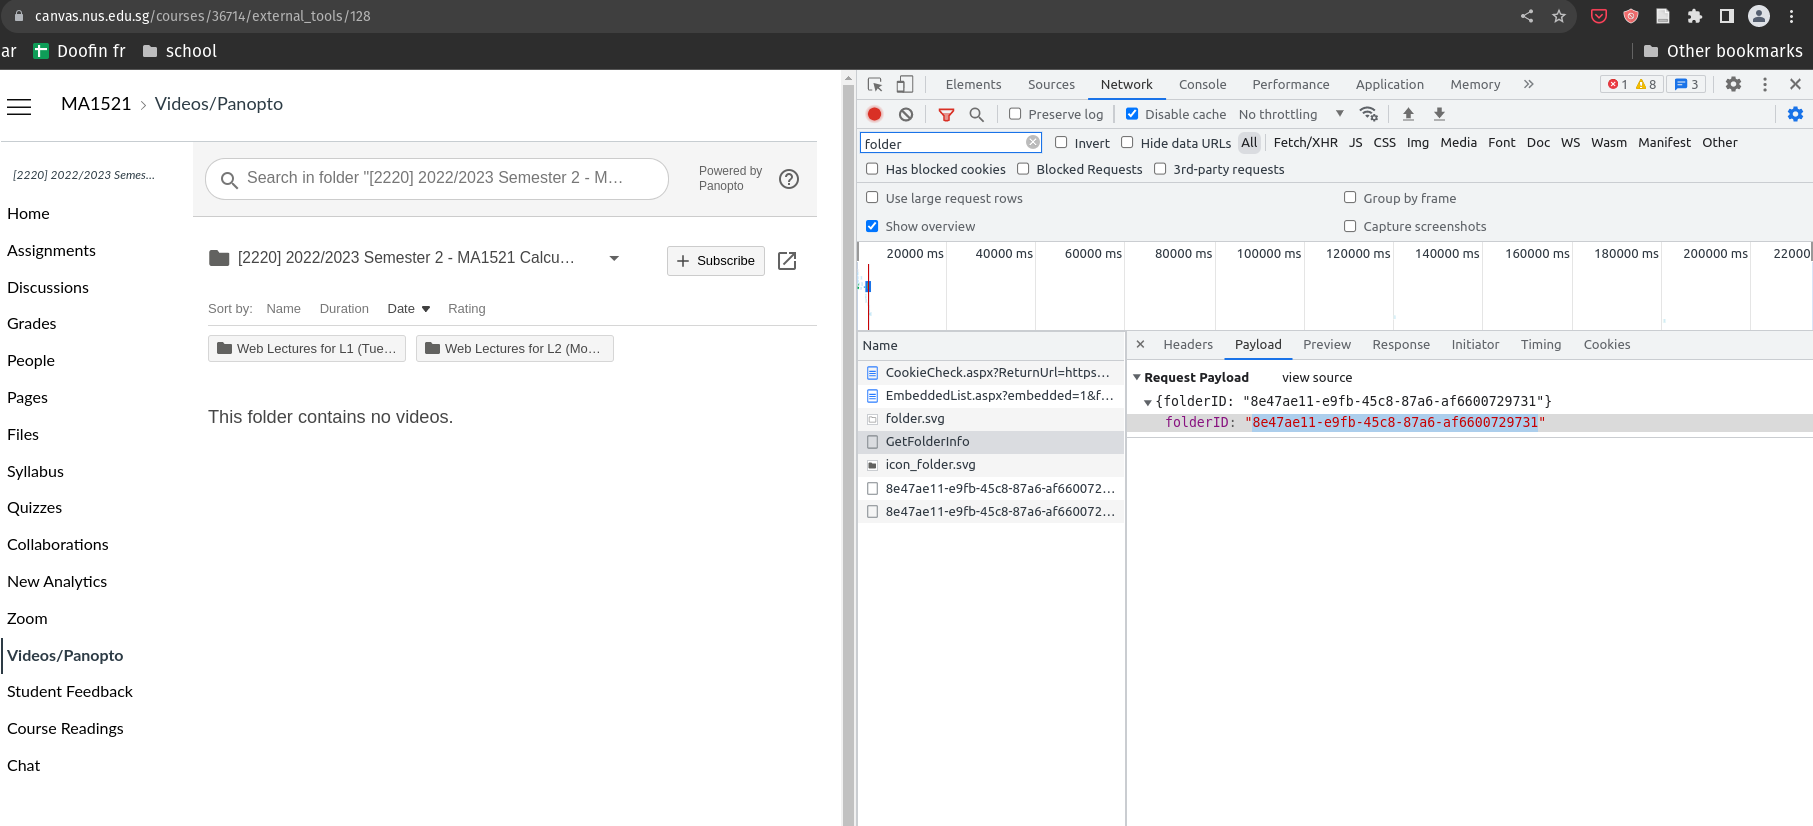 canvas.nus.edu.sg/courses/36714/external_tools/128
ar Doofin fr school Other bookmarks
MA1521 > Videos/Panopto
[2220] 2022/2023 Semes...
Home
Assignments
Discussions
Grades
People
Pages
Files
Syllabus
Quizzes
Collaborations
New Analytics
Zoom
Videos/Panopto
Student Feedback
Course Readings
Chat
Search in folder "[2220] 2022/2023 Semester 2 - M…
Powered by
Panopto
[2220] 2022/2023 Semester 2 - MA1521 Calcu…
+ Subscribe
Sort by: Name Duration Date Rating
Web Lectures for L1 (Tue… Web Lectures for L2 (Mo…
This folder contains no videos.
Elements Sources Network Console Performance Application Memory » 1 8 3
Preserve log Disable cache No throttling
folder Invert Hide data URLs All Fetch/XHR JS CSS Img Media Font Doc WS Wasm Manifest Other
Has blocked cookies Blocked Requests 3rd-party requests
Use large request rows Group by frame
Show overview Capture screenshots
20000 ms 40000 ms 60000 ms 80000 ms 100000 ms 120000 ms 140000 ms 160000 ms 180000 ms 200000 ms 22000
Name
CookieCheck.aspx?ReturnUrl=https…
EmbeddedList.aspx?embedded=1&f…
folder.svg
GetFolderInfo
icon_folder.svg
8e47ae11-e9fb-45c8-87a6-af660072…
8e47ae11-e9fb-45c8-87a6-af660072…
Headers Payload Preview Response Initiator Timing Cookies
Request Payload view source
{folderID: "8e47ae11-e9fb-45c8-87a6-af6600729731"}
folderID: "8e47ae11-e9fb-45c8-87a6-af6600729731"